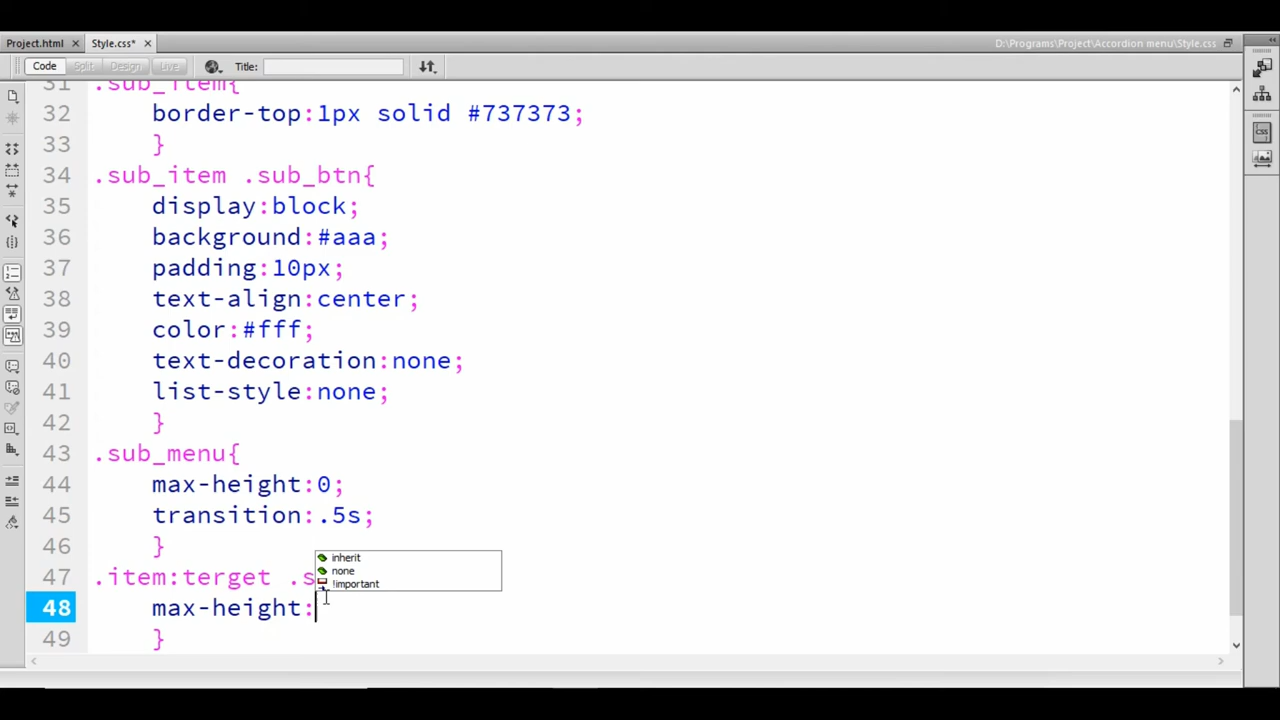 Project.html × Style.css* × D:\Programs\Project\Accordion menu\Style.css
Code Split Design Live Title:
31 .sub_item{
32 border-top:1px solid #737373;
33 }
34 .sub_item .sub_btn{
35 display:block;
36 background:#aaa;
37 padding:10px;
38 text-align:center;
39 color:#fff;
40 text-decoration:none;
41 list-style:none;
42 }
43 .sub_menu{
44 max-height:0;
45 transition:.5s;
46 }
inherit
47 .item:terget .s
none
!important
48 max-height:
49 }